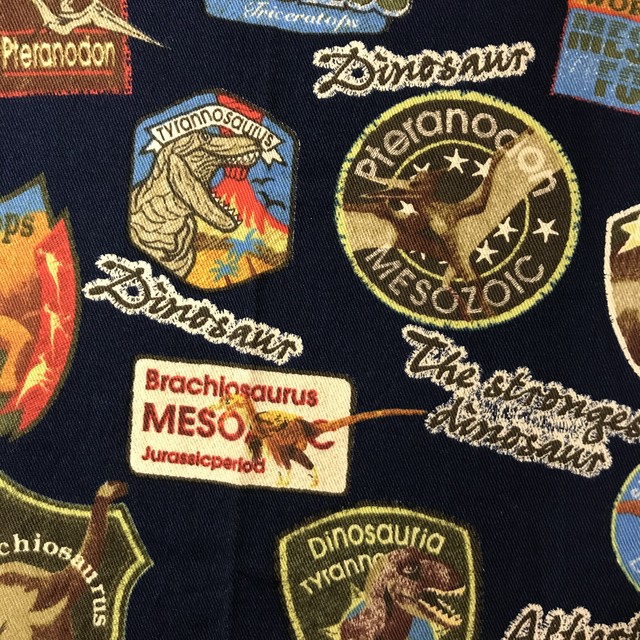 Triceratops
Pteranodon
Dinosaur
Tyrannosaurus
Pteranodon
MESOZOIC
Dinosaur
The stronges
dinosaur
Brachiosaurus
MESO
Jurassicperiod
chiosaurus
Dinosauria